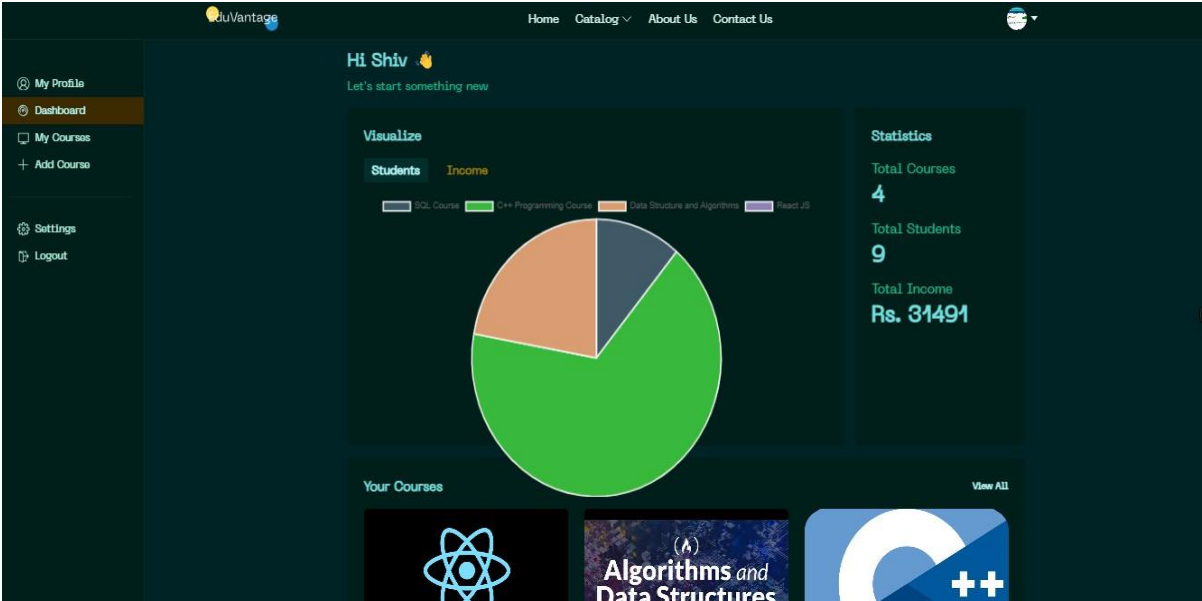 EduVantage
Home Catalog About Us Contact Us
My Profile
Dashboard
My Courses
Add Course
Settings
Logout
Hi Shiv 👋
Let's start something new
Visualize
Students Income
SQL Course C++ Programming Course Data Structure and Algorithms React JS
Statistics
Total Courses
4
Total Students
9
Total Income
Rs. 31491
Your Courses
View All
Algorithms and
Data Structures
++